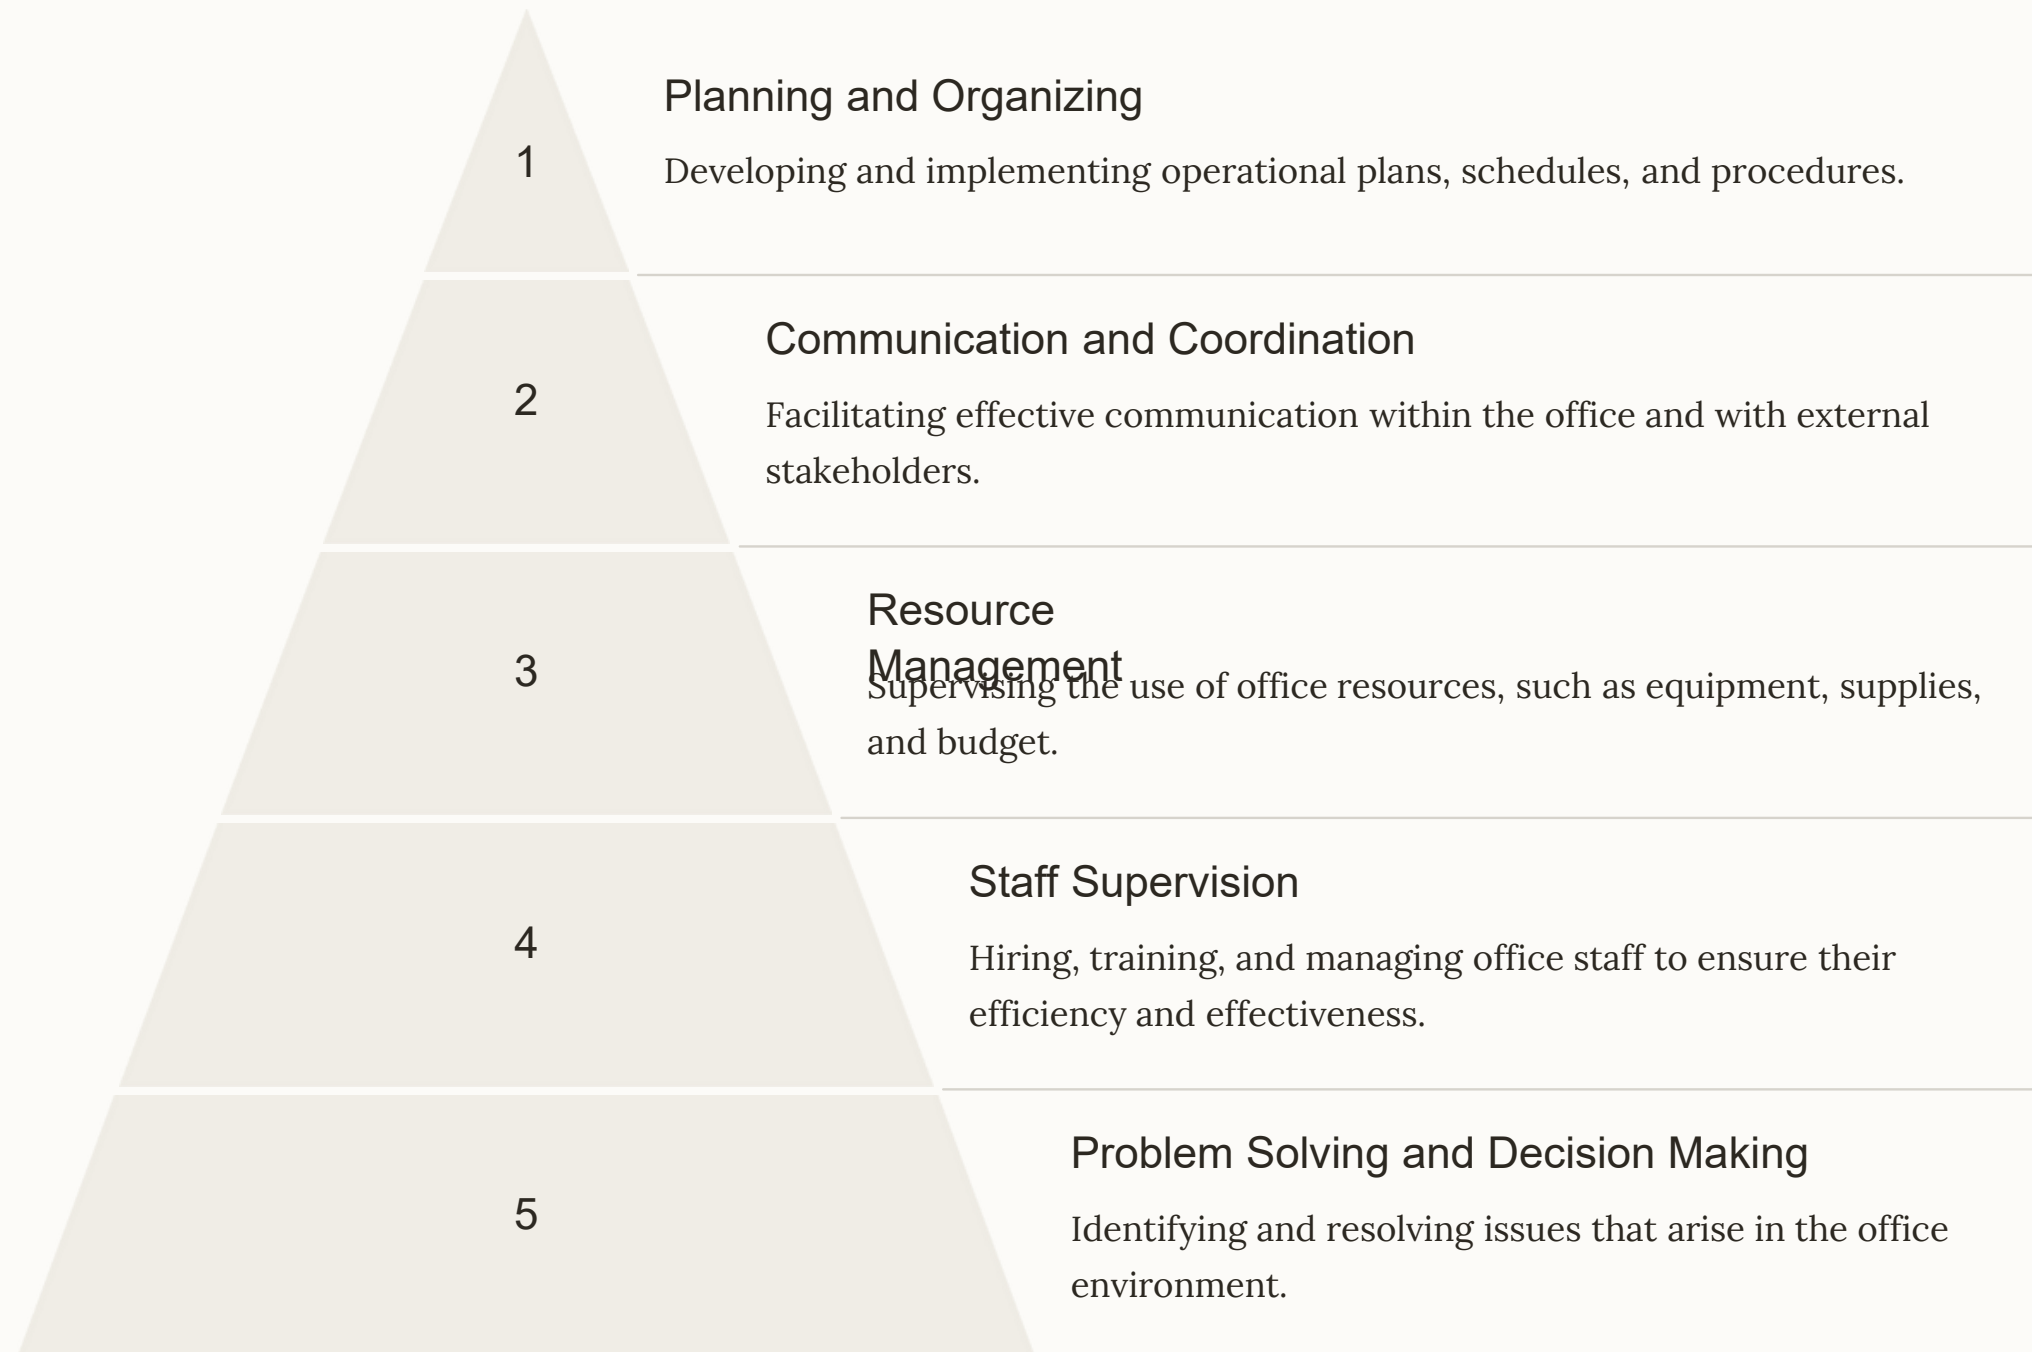 1
Planning and Organizing
Developing and implementing operational plans, schedules, and procedures.
2
Communication and Coordination
Facilitating effective communication within the office and with external
stakeholders.
3
Resource
Management
Supervising the use of office resources, such as equipment, supplies,
and budget.
4
Staff Supervision
Hiring, training, and managing office staff to ensure their
efficiency and effectiveness.
5
Problem Solving and Decision Making
Identifying and resolving issues that arise in the office
environment.